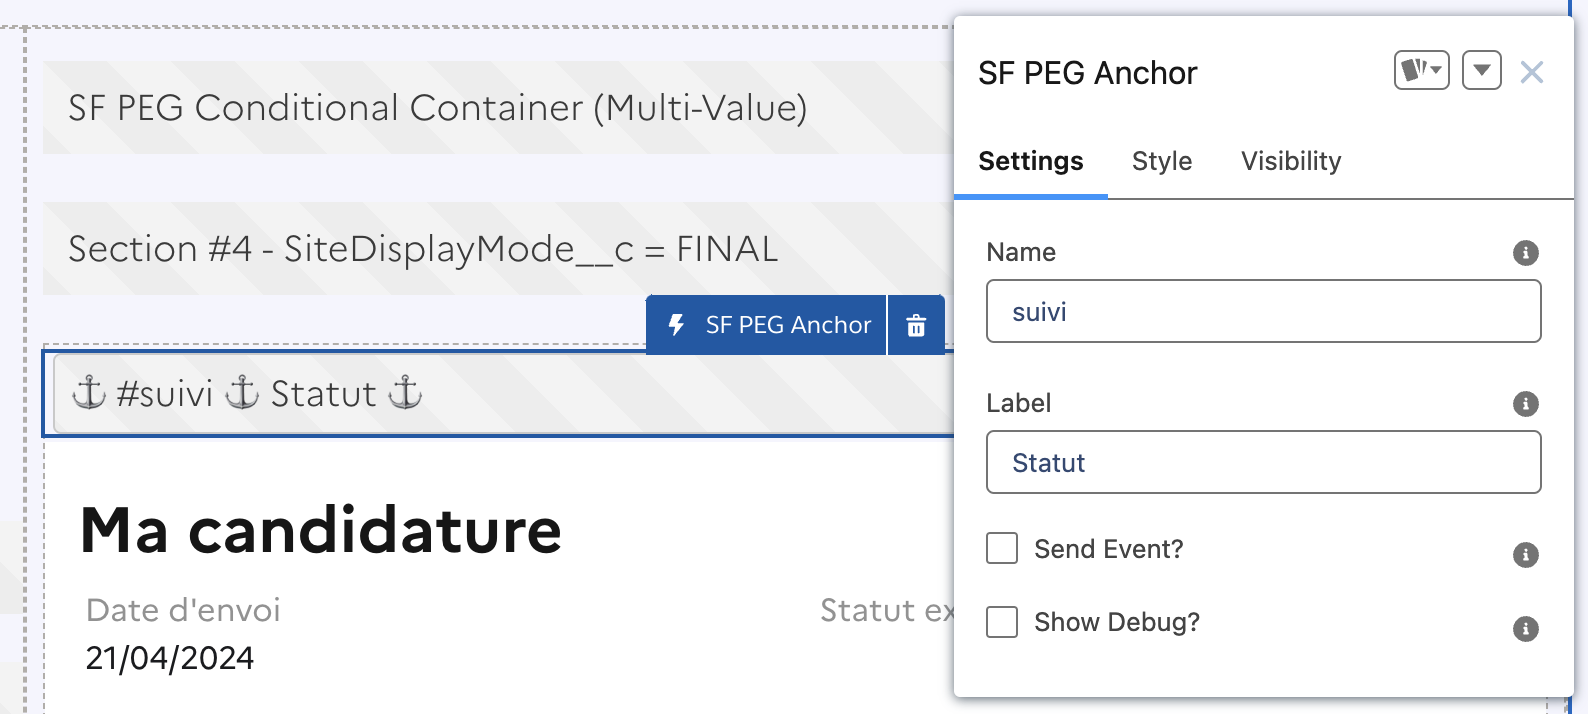 SF PEG Conditional Container (Multi-Value)
Section #4 - SiteDisplayMode__c = FINAL
SF PEG Anchor
⚓ #suivi ⚓ Statut ⚓
Ma candidature
Date d'envoi
Statut ex
21/04/2024
SF PEG Anchor
Settings Style Visibility
Name
suivi
Label
Statut
Send Event?
Show Debug?